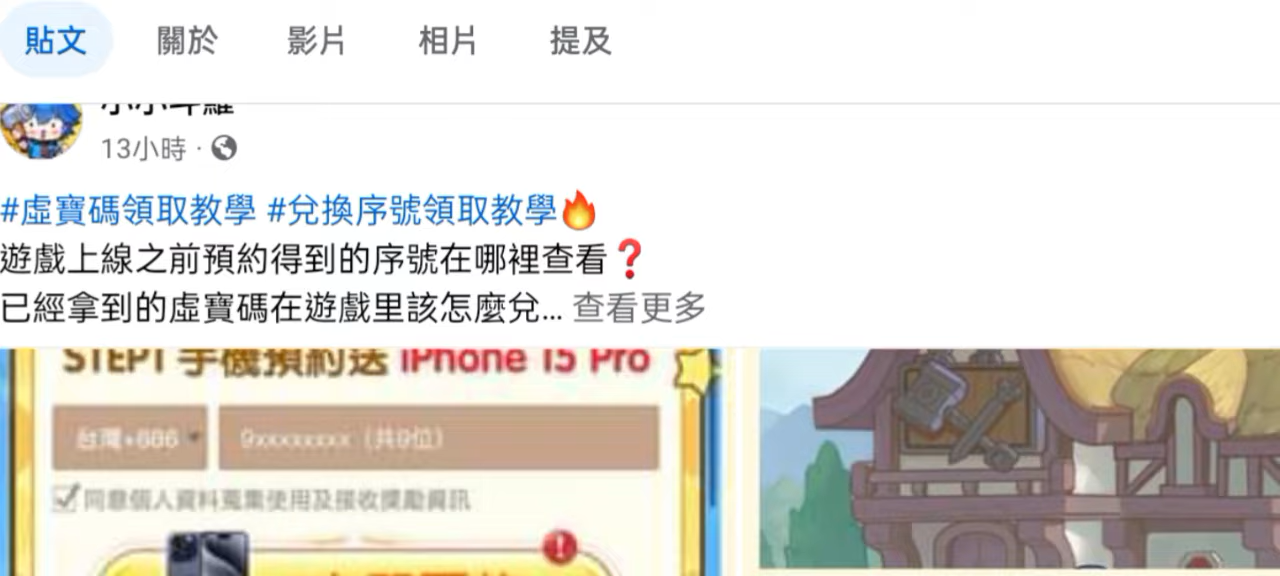 貼文 關於 影片 相片 提及
13小時
#虛寶碼領取教學 #兌換序號領取教學🔥
遊戲上線之前預約得到的序號在哪裡查看❓
已經拿到的虛寶碼在遊戲里該怎麼兌... 查看更多
STEP1 手機預約送 iPhone 15 Pro
台灣+886 9xxxxxxxx (共9位)
同意個人資料蒐集使用及接收獎勵資訊